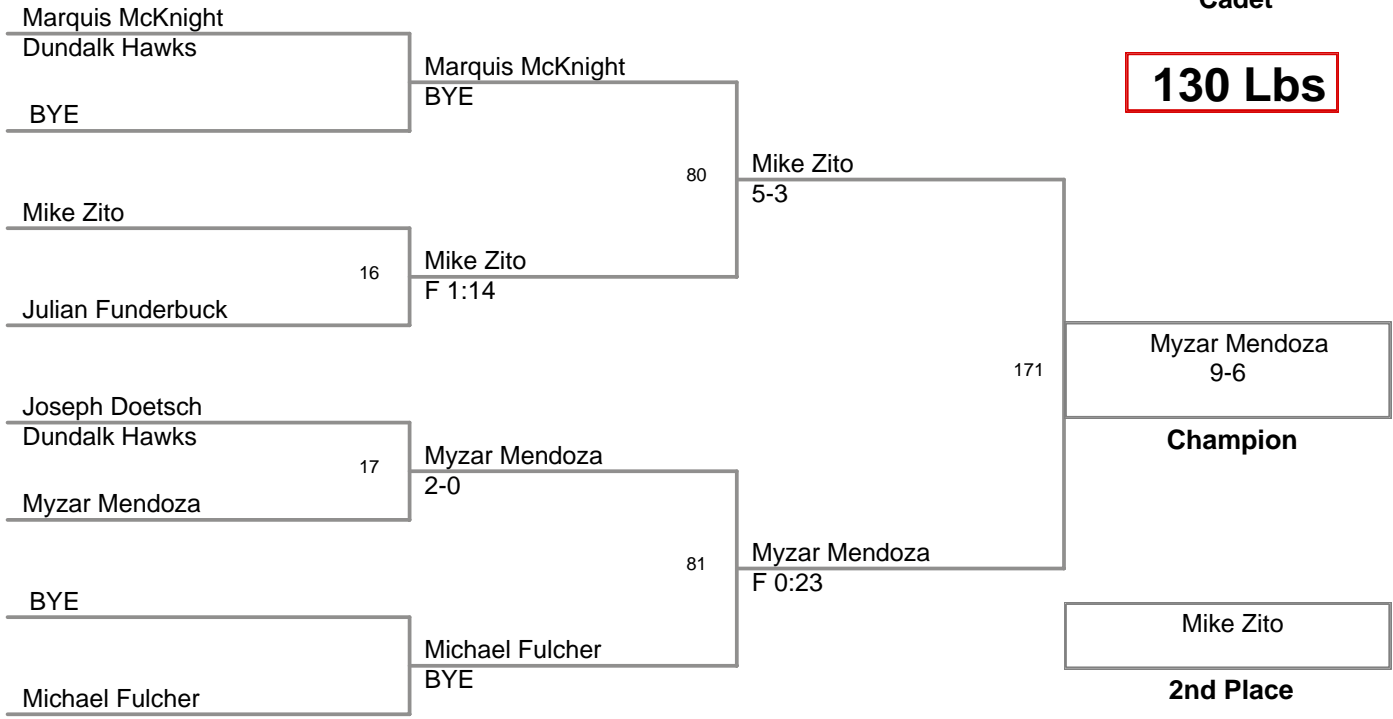 Cadet
130 Lbs
Marquis McKnight
Dundalk Hawks
BYE
Mike Zito
16
Julian Funderbuck
Joseph Doetsch
Dundalk Hawks
17
Myzar Mendoza
BYE
Michael Fulcher
Marquis McKnight
BYE
80
Mike Zito
F 1:14
Myzar Mendoza
2-0
81
Michael Fulcher
BYE
Mike Zito
5-3
171
Myzar Mendoza
F 0:23
Myzar Mendoza
9-6
Champion
Mike Zito
2nd Place